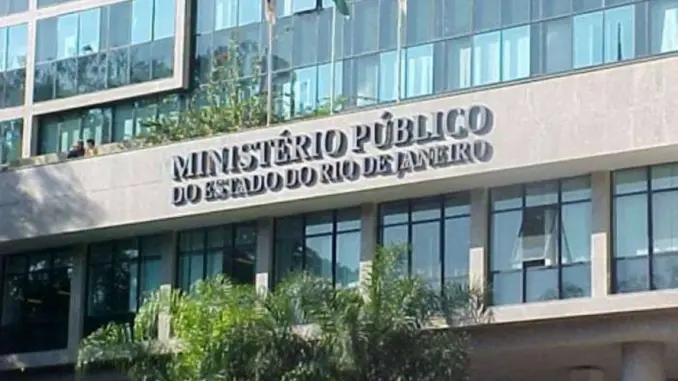 MINISTÉRIO PÚBLICO
DO ESTADO DO RIO DE JANEIRO